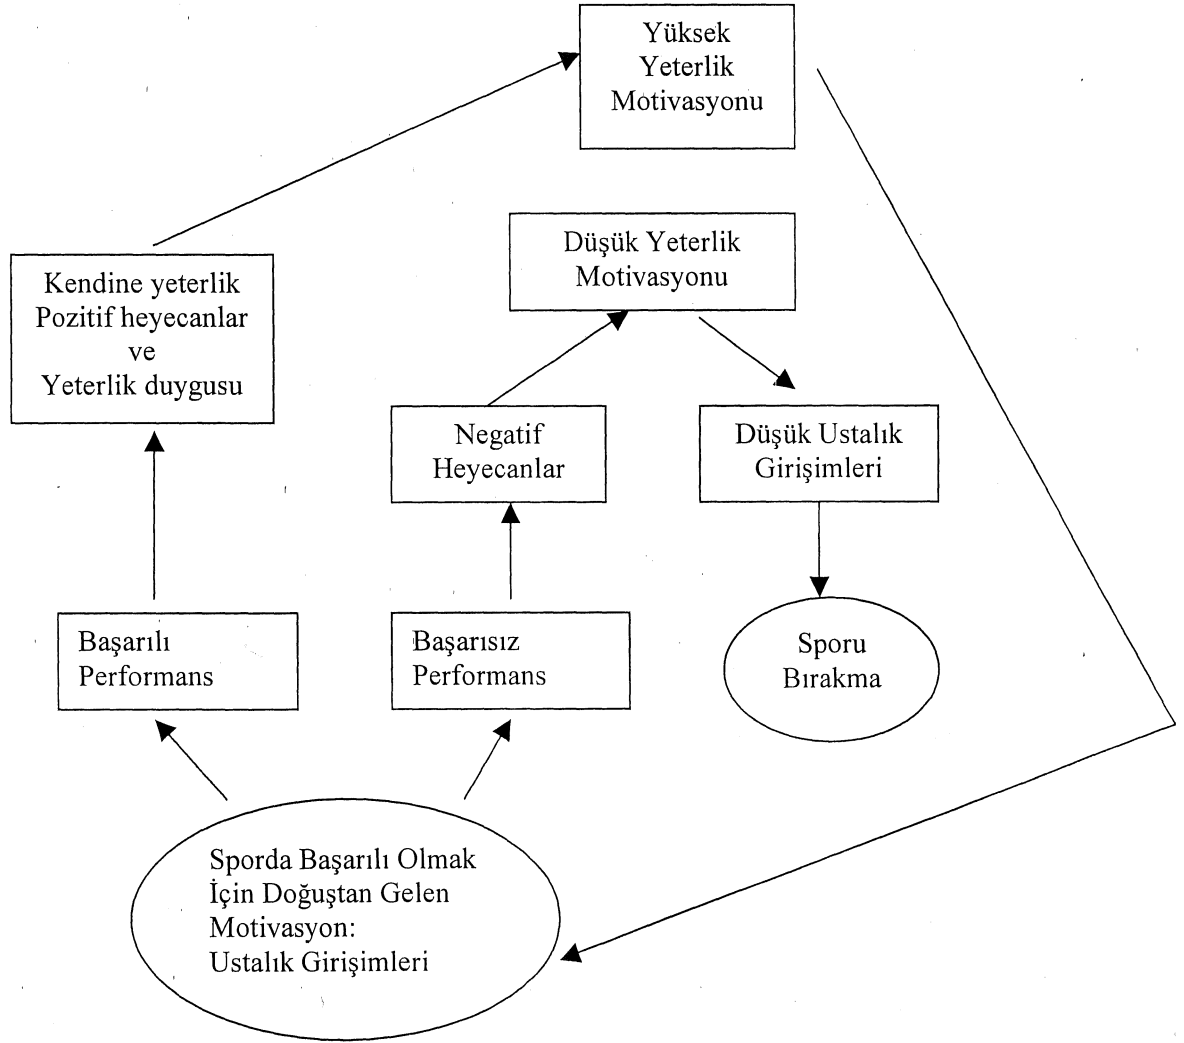 Yüksek
Yeterlik
Motivasyonu
Düşük Yeterlik
Motivasyonu
Kendine yeterlik
Pozitif heyecanlar
ve
Yeterlik duygusu
Negatif
Heyecanlar
Düşük Ustalık
Girişimleri
Başarılı
Performans
Başarısız
Performans
Sporu
Bırakma
Sporda Başarılı Olmak
İçin Doğuştan Gelen
Motivasyon:
Ustalık Girişimleri